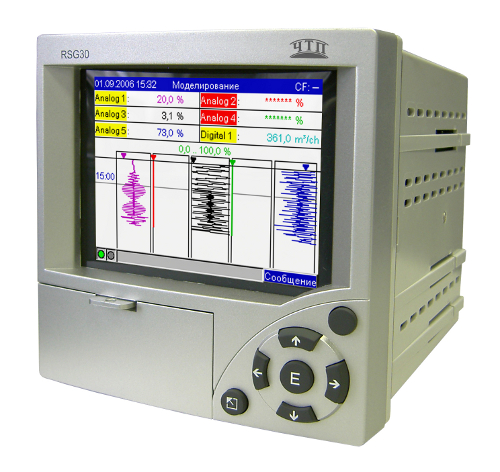 RSG30 ЧТП
01.09.2006 15:32 Моделирование CF: –
Analog 1 : 20,0 % Analog 2 : ******* %
Analog 3 : 3,1 % Analog 4 : ******* %
Analog 5 : 73,0 % Digital 1 : 361,0 m³/ch
0,0 .. 100,0 %
15:00
Сообщение
E